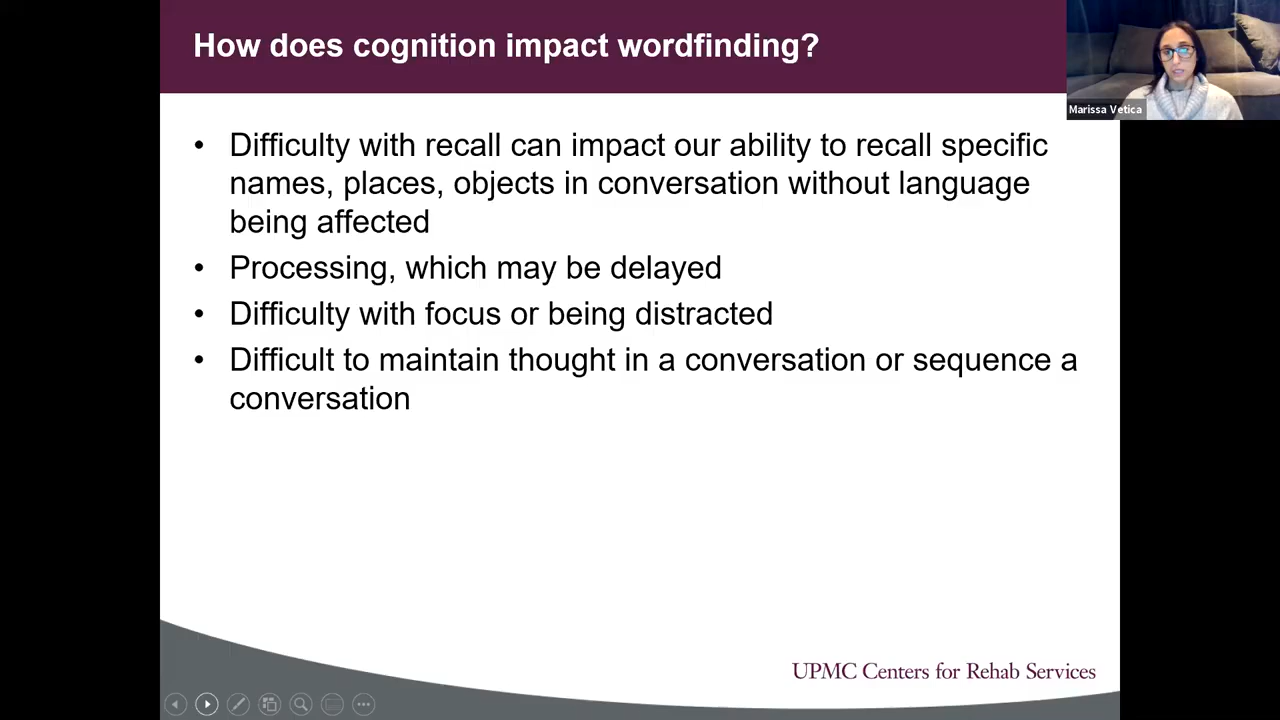 How does cognition impact wordfinding?
Marissa Vetica
• Difficulty with recall can impact our ability to recall specific
names, places, objects in conversation without language
being affected
• Processing, which may be delayed
• Difficulty with focus or being distracted
• Difficult to maintain thought in a conversation or sequence a
conversation
UPMC Centers for Rehab Services